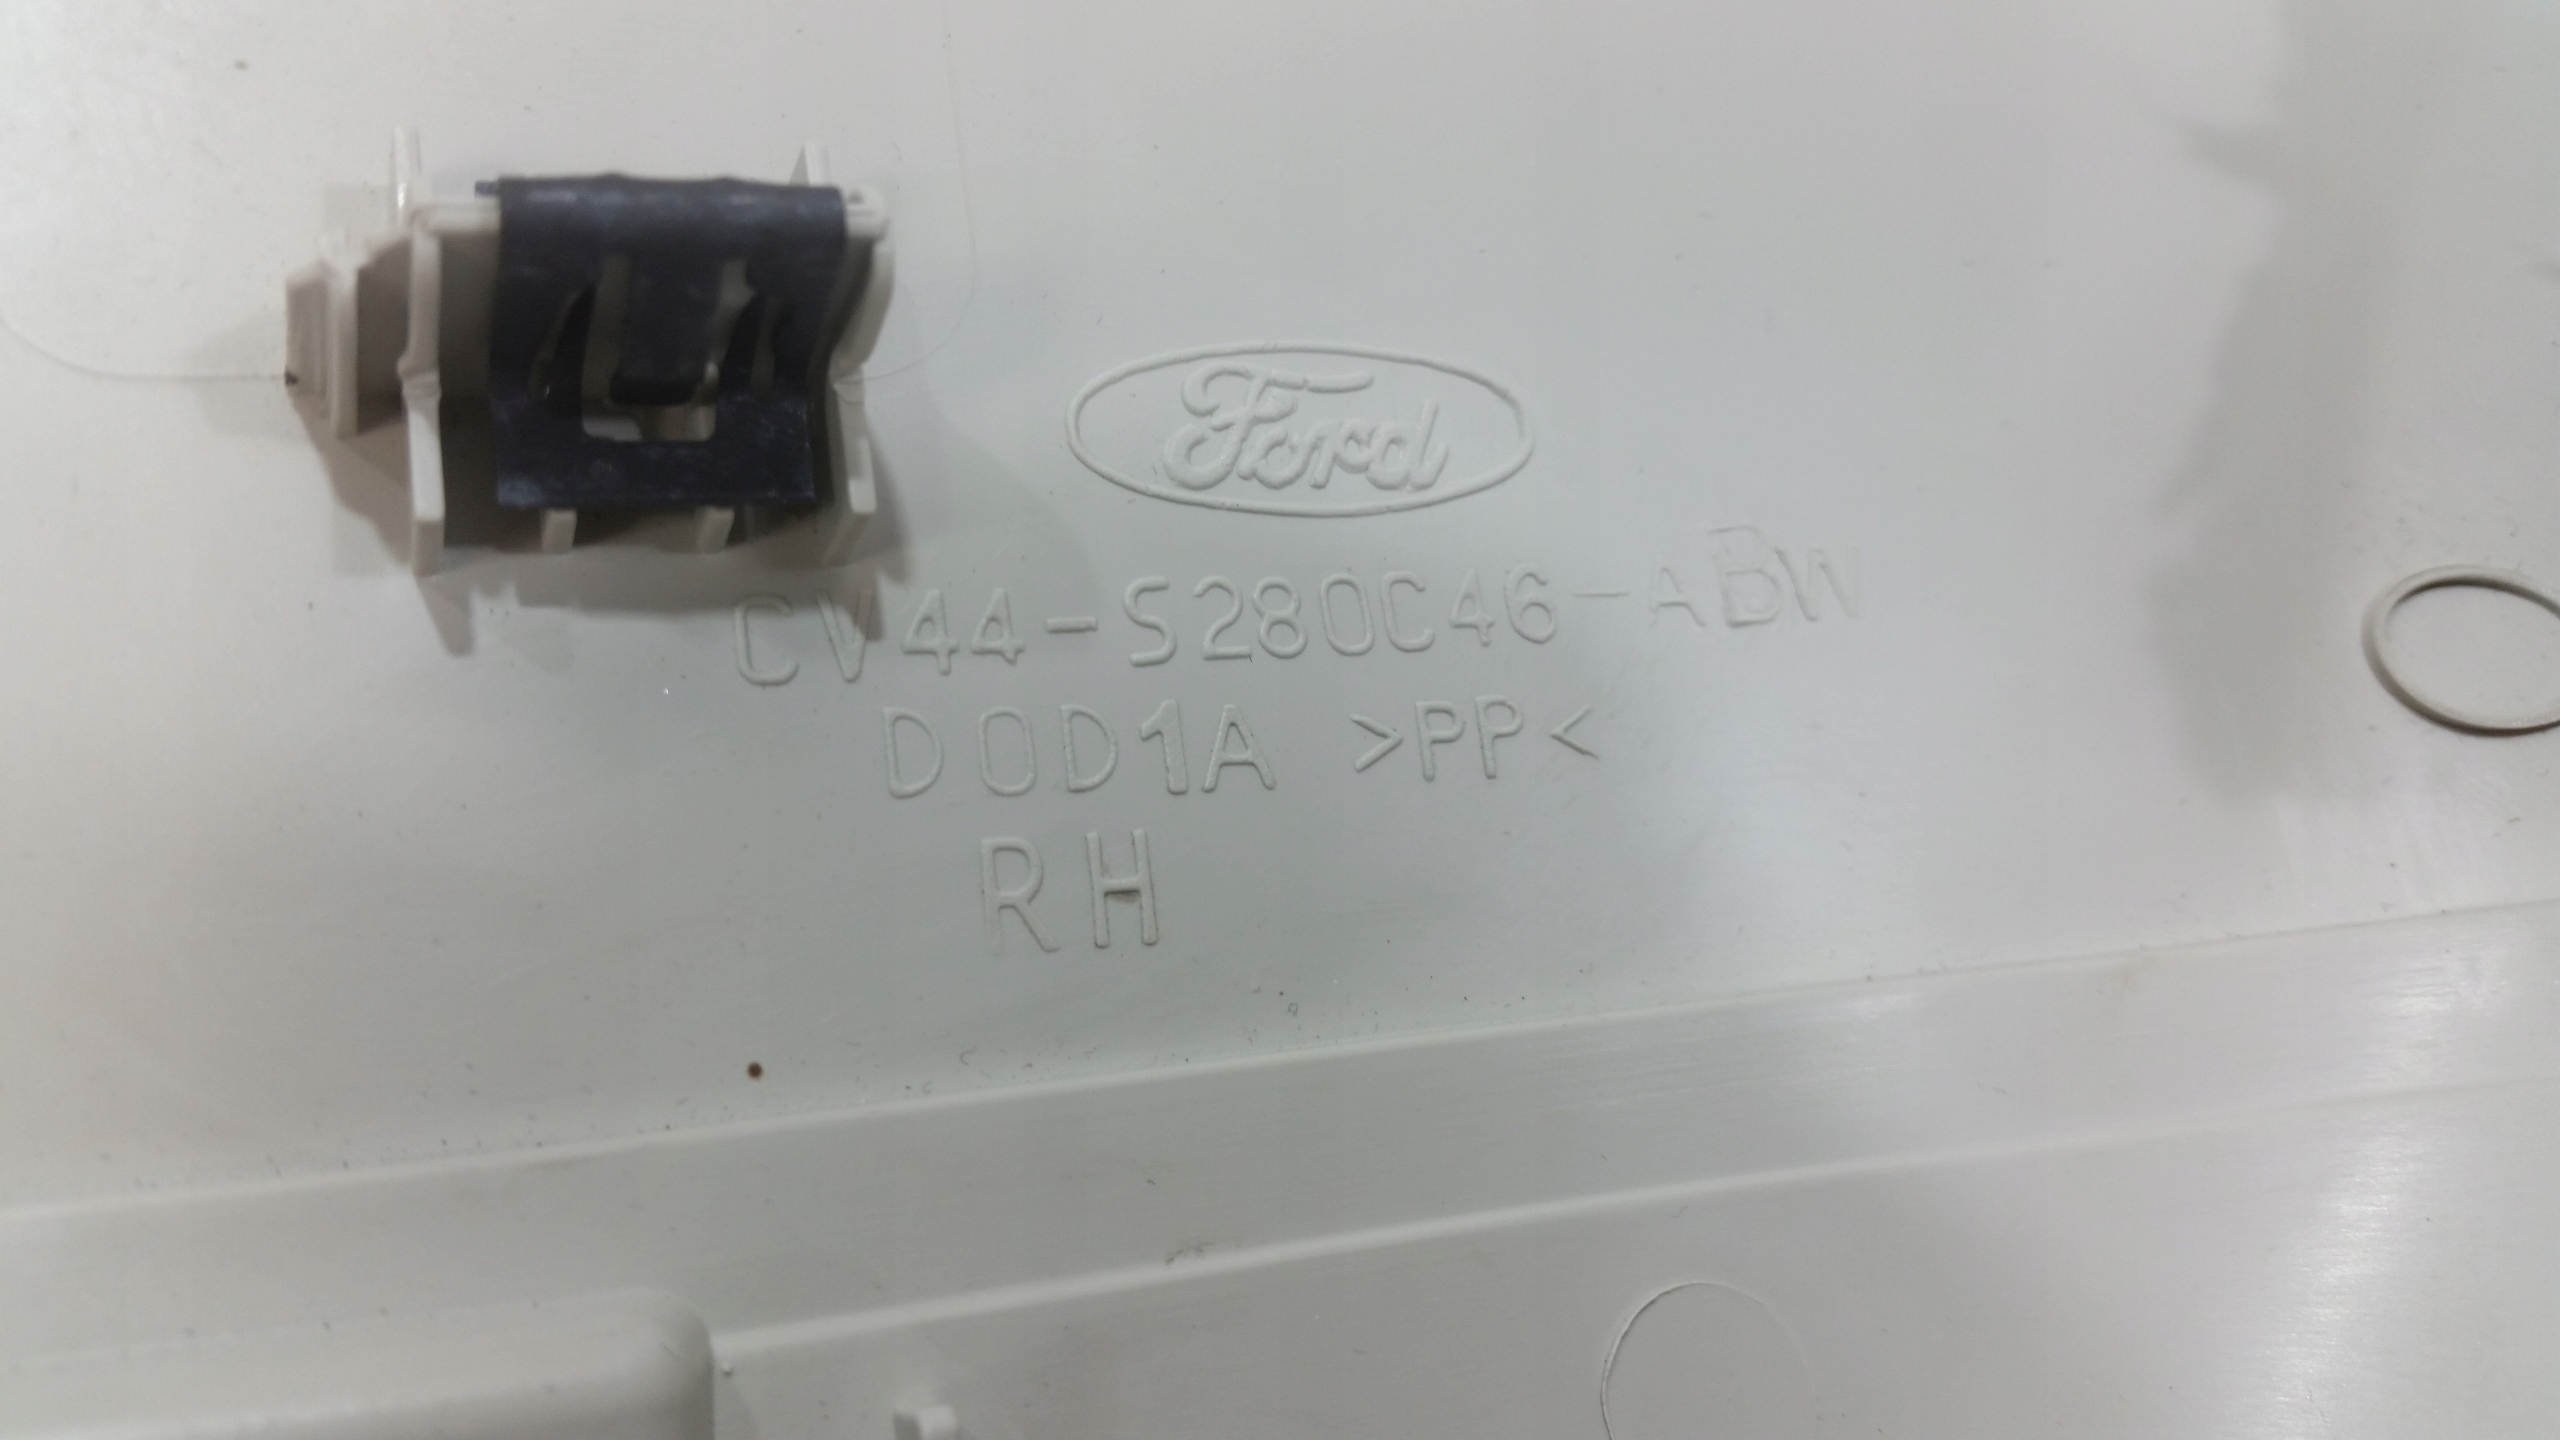 Ford
CV44-S280C46-ABW
D0D1A >PP<
RH